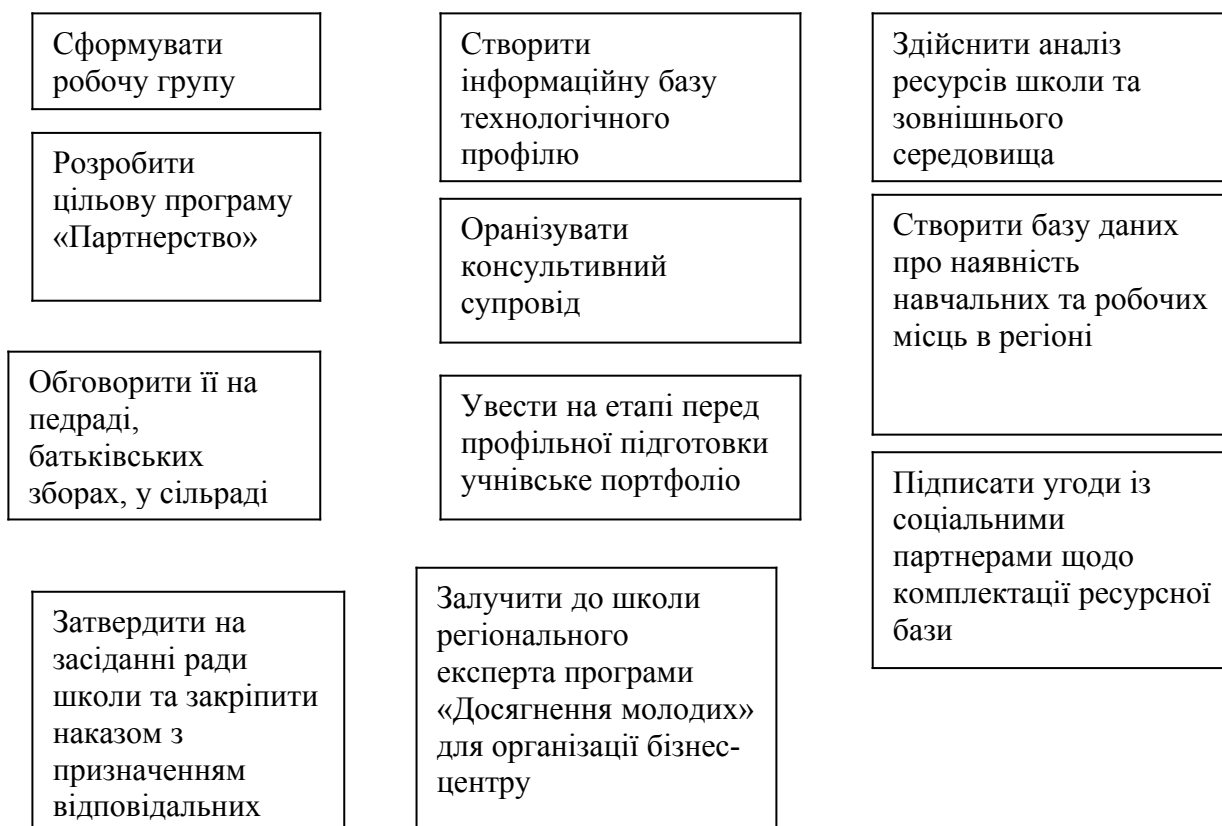 Сформувати
робочу групу
Розробити
цільову програму
«Партнерство»
Обговорити її на
педраді,
батьківських
зборах, у сільраді
Затвердити на
засіданні ради
школи та закріпити
наказом з
призначенням
відповідальних
Створити
інформаційну базу
технологічного
профілю
Оранізувати
консультивний
супровід
Увести на етапі перед
профільної підготовки
учнівське портфоліо
Залучити до школи
регіонального
експерта програми
«Досягнення молодих»
для організації бізнес-
центру
Здійснити аналіз
ресурсів школи та
зовнішнього
середовища
Створити базу даних
про наявність
навчальних та робочих
місць в регіоні
Підписати угоди із
соціальними
партнерами щодо
комплектації ресурсної
бази